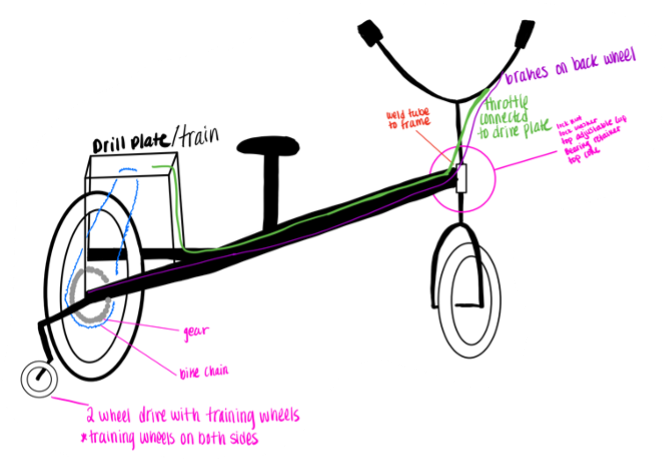 brakes on back wheel
throttle
connected
to drive plate
weld tube
to frame
lock nut
lock washer
top adjustable cup
bearing retainer
top cone
Drill plate/train
gear
bike chain
2 wheel drive with training wheels
*training wheels on both sides